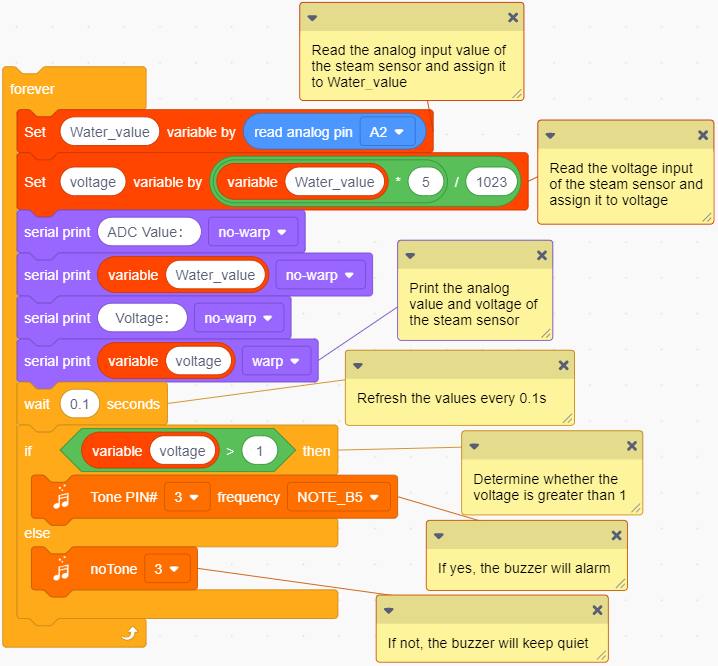 Read the analog input value of
the steam sensor and assign it
to Water_value
forever
Set Water_value variable by read analog pin A2
Set voltage variable by variable Water_value * 5 / 1023
Read the voltage input
of the steam sensor and
assign it to voltage
serial print ADC Value: no-warp
serial print variable Water_value no-warp
Print the analog
value and voltage of
the steam sensor
serial print Voltage: no-warp
serial print variable voltage warp
wait 0.1 seconds
Refresh the values every 0.1s
if variable voltage > 1 then
Determine whether the
voltage is greater than 1
Tone PIN# 3 frequency NOTE_B5
else
If yes, the buzzer will alarm
noTone 3
If not, the buzzer will keep quiet